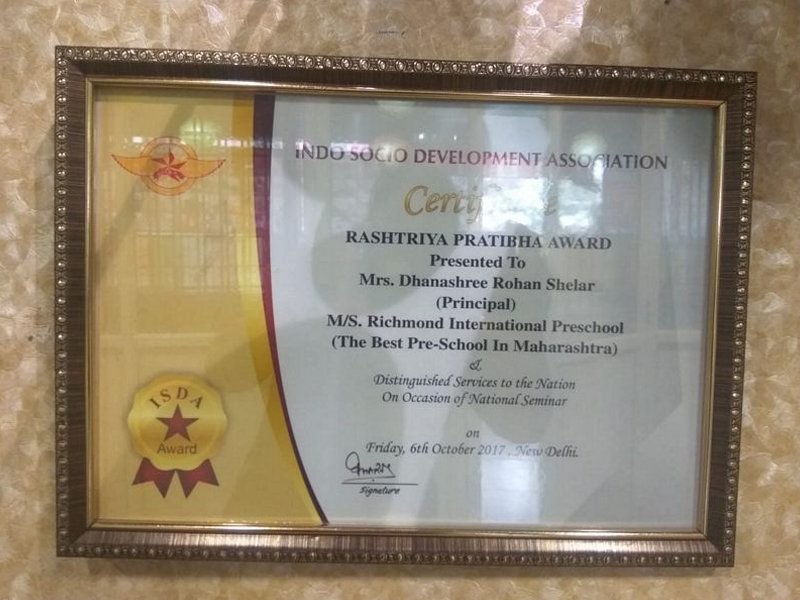 INDO SOCIO DEVELOPMENT ASSOCIATION
Certificate
RASHTRIYA PRATIBHA AWARD
Presented To
Mrs. Dhanashree Rohan Shelar
(Principal)
M/S. Richmond International Preschool
(The Best Pre-School In Maharashtra)
&
Distinguished Services to the Nation
On Occasion of National Seminar
on
Friday, 6th October 2017 , New Delhi.
Signature
ISDA
Award